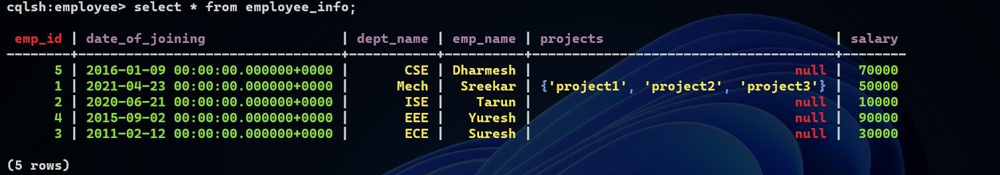 cqlsh:employee> select * from employee_info;
emp_id | date_of_joining | dept_name | emp_name | projects | salary
--------+---------------------------------+-----------+----------+--------------------------------------+--------
5 | 2016-01-09 00:00:00.000000+0000 | CSE | Dharmesh | null | 70000
1 | 2021-04-23 00:00:00.000000+0000 | Mech | Sreekar | {'project1', 'project2', 'project3'} | 50000
2 | 2020-06-21 00:00:00.000000+0000 | ISE | Tarun | null | 10000
4 | 2015-09-02 00:00:00.000000+0000 | EEE | Yuresh | null | 90000
3 | 2011-02-12 00:00:00.000000+0000 | ECE | Suresh | null | 30000
(5 rows)